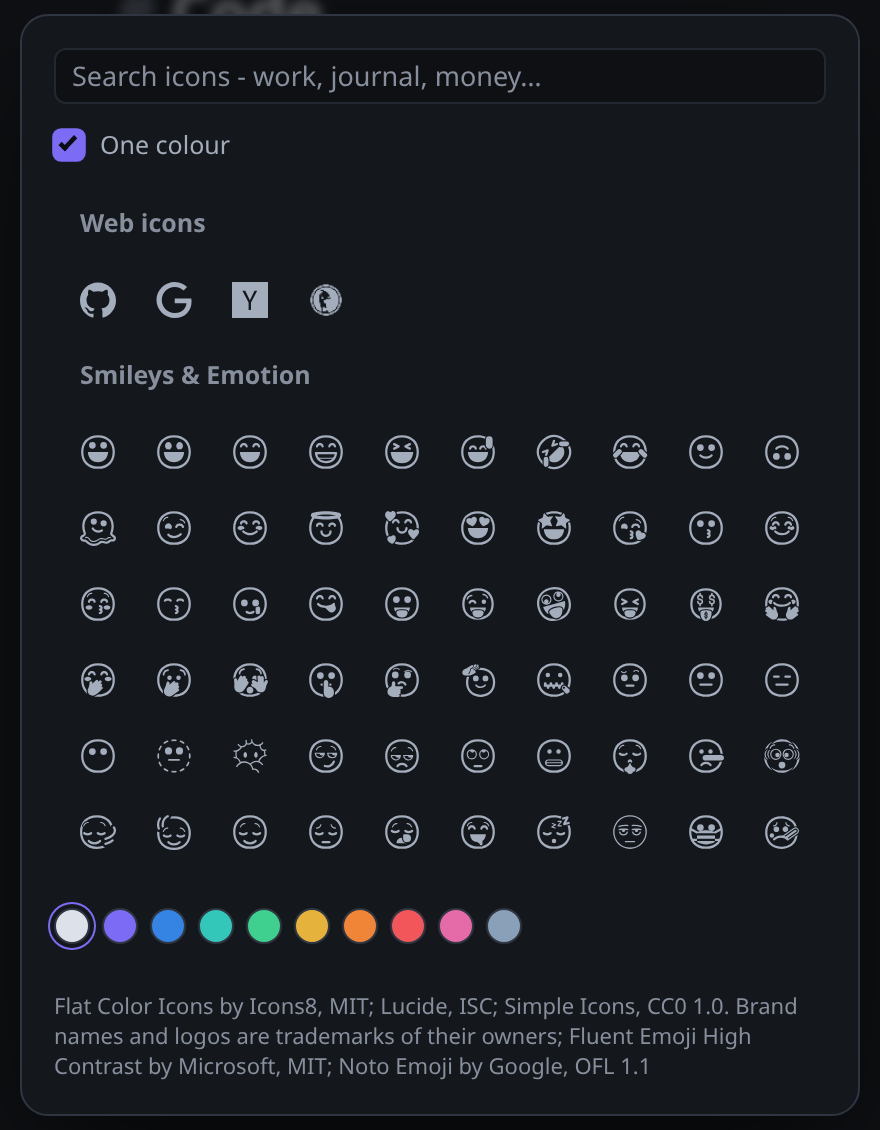 Code
Search icons - work, journal, money...
One colour
Web icons
Smileys & Emotion
Flat Color Icons by Icons8, MIT; Lucide, ISC; Simple Icons, CC0 1.0. Brand
names and logos are trademarks of their owners; Fluent Emoji High
Contrast by Microsoft, MIT; Noto Emoji by Google, OFL 1.1